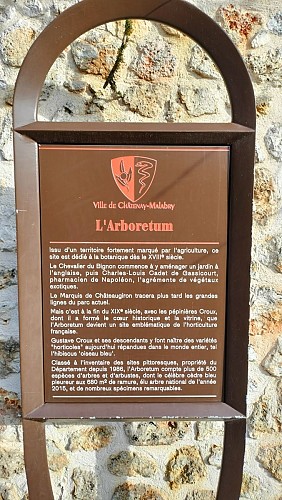 Ville de Châtenay-Malabry
L'Arboretum
Issu d'un territoire fortement marqué par l'agriculture, ce
site est dédié à la botanique dès le XVIIIᵉ siècle.
Le Chevalier du Bignon commence à y aménager un jardin à
l'anglaise, puis Charles-Louis Cadet de Gassicourt,
pharmacien de Napoléon, l'agrémente de végétaux
exotiques.
Le Marquis de Châteaugiron tracera plus tard les grandes
lignes du parc actuel.
Mais c'est à la fin du XIXᵉ siècle, avec les pépinières Croux,
dont il a formé le cœur historique et la vitrine, que
l'Arboretum devient un site emblématique de l'horticulture
française.
Gustave Croux et ses descendants y font naître des variétés
"horticoles" aujourd'hui répandues dans le monde entier, tel
l'hibiscus 'oiseau bleu'.
Classé à l'inventaire des sites pittoresques, propriété du
Département depuis 1986, l'Arboretum compte plus de 500
espèces d'arbres et d'arbustes, dont le célèbre cèdre bleu
pleureur aux 680 m² de ramure, élu arbre national de l'année
2015, et de nombreux spécimens remarquables.